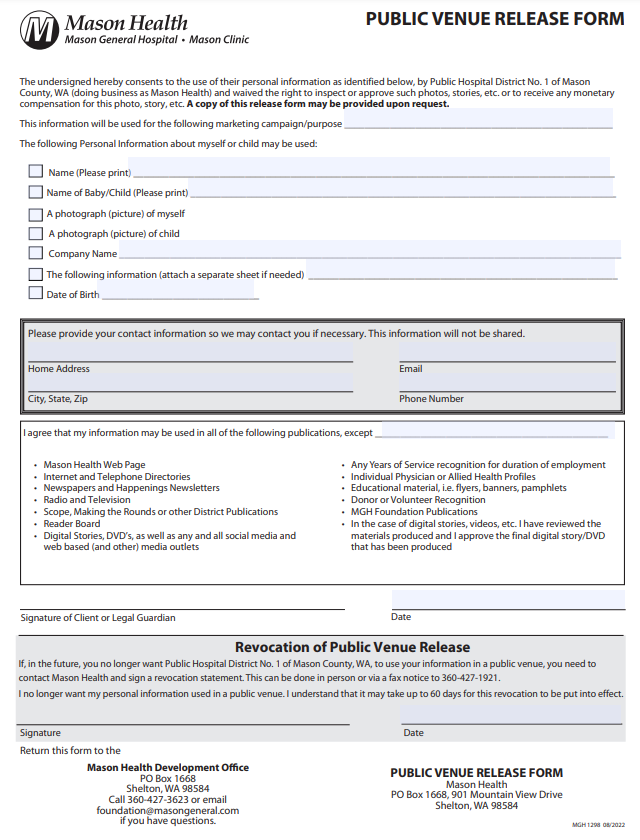 Mason Health
Mason General Hospital • Mason Clinic
PUBLIC VENUE RELEASE FORM
The undersigned hereby consents to the use of their personal information as identified below, by Public Hospital District No. 1 of Mason
County, WA (doing business as Mason Health) and waived the right to inspect or approve such photos, stories, etc. or to receive any monetary
compensation for this photo, story, etc. A copy of this release form may be provided upon request.
This information will be used for the following marketing campaign/purpose
The following Personal Information about myself or child may be used:
Name (Please print)
Name of Baby/Child (Please print)
A photograph (picture) of myself
A photograph (picture) of child
Company Name
The following information (attach a separate sheet if needed)
Date of Birth
Please provide your contact information so we may contact you if necessary. This information will not be shared.
Home Address
Email
City, State, Zip
Phone Number
I agree that my information may be used in all of the following publications, except
• Mason Health Web Page
• Internet and Telephone Directories
• Newspapers and Happenings Newsletters
• Radio and Television
• Scope, Making the Rounds or other District Publications
• Reader Board
• Digital Stories, DVD's, as well as any and all social media and
web based (and other) media outlets
• Any Years of Service recognition for duration of employment
• Individual Physician or Allied Health Profiles
• Educational material, i.e. flyers, banners, pamphlets
• Donor or Volunteer Recognition
• MGH Foundation Publications
• In the case of digital stories, videos, etc. I have reviewed the
materials produced and I approve the final digital story/DVD
that has been produced
Signature of Client or Legal Guardian
Date
Revocation of Public Venue Release
If, in the future, you no longer want Public Hospital District No. 1 of Mason County, WA, to use your information in a public venue, you need to
contact Mason Health and sign a revocation statement. This can be done in person or via a fax notice to 360-427-1921.
I no longer want my personal information used in a public venue. I understand that it may take up to 60 days for this revocation to be put into effect.
Signature
Date
Return this form to the
Mason Health Development Office
PO Box 1668
Shelton, WA 98584
Call 360-427-3623 or email
foundation@masongeneral.com
if you have questions.
PUBLIC VENUE RELEASE FORM
Mason Health
PO Box 1668, 901 Mountain View Drive
Shelton, WA 98584
MGH 1298 08/2022